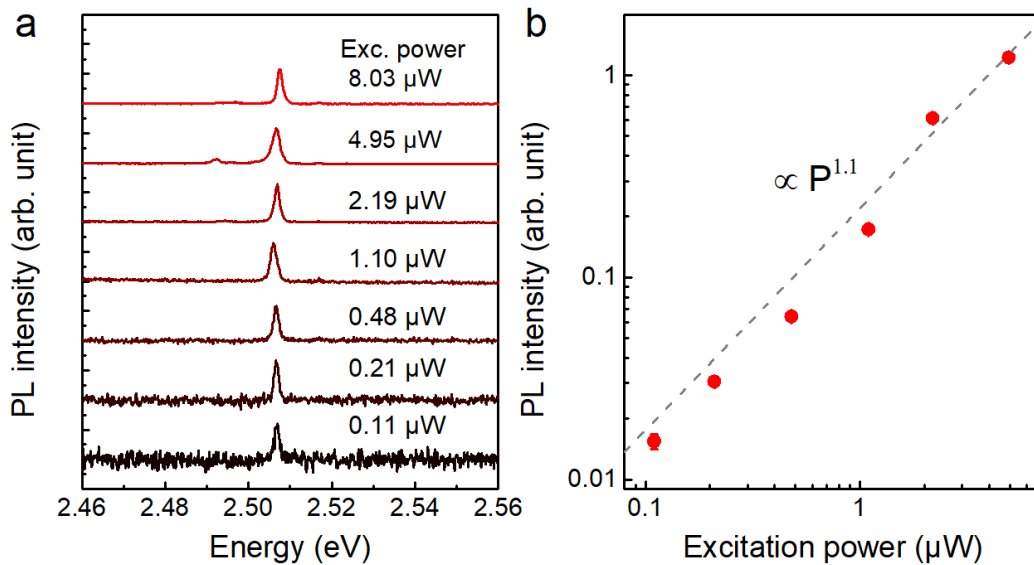 a
Exc. power
8.03 µW
4.95 µW
2.19 µW
1.10 µW
0.48 µW
0.21 µW
0.11 µW
PL intensity (arb. unit)
2.46 2.48 2.50 2.52 2.54 2.56
Energy (eV)
b
1
0.1
0.01
∝ P^1.1
PL intensity (arb. unit)
0.1 1
Excitation power (µW)